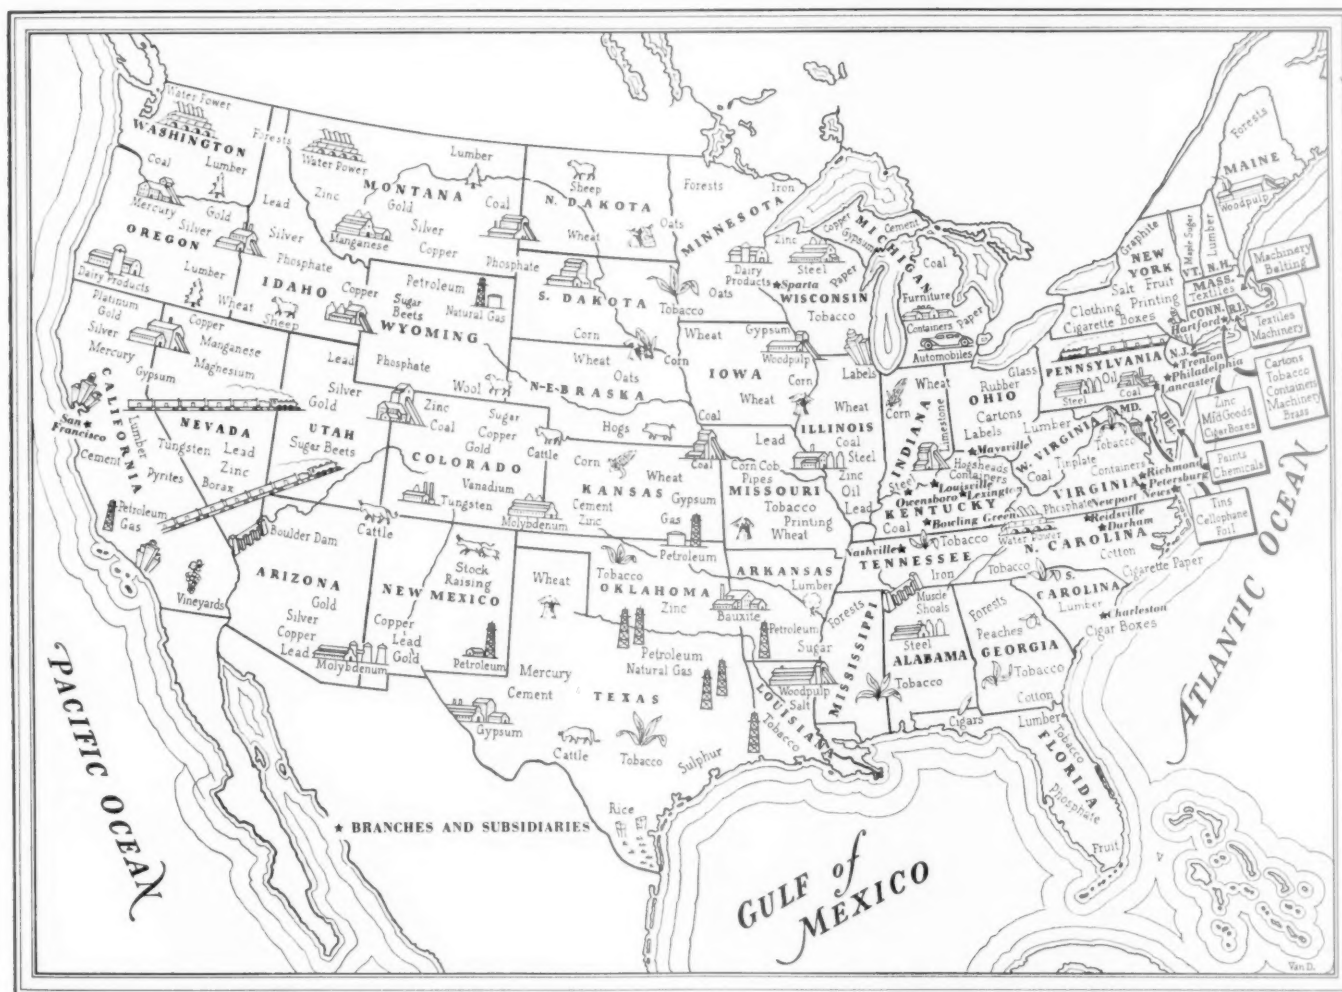 Water Power
WASHINGTON
Coal
Lumber
Mercury
Gold
Silver
OREGON
Dairy Products
Lumber
Wheat
Forests
Lead
Silver
Phosphate
IDAHO
Sheep
Copper
Water Power
Lumber
Zinc
MONTANA
Gold
Coal
Silver
Manganese
Copper
Petroleum
Sugar
Beets
Natural Gas
WYOMING
Phosphate
Wool
Sheep
N. DAKOTA
Wheat
Oats
Phosphate
S. DAKOTA
Corn
Corn
Wheat
Oats
N-E-BRASKA
Hogs
Forests
Iron
MINNESOTA
Dairy
Products
Oats
Tobacco
Zinc
Steel
Paper
Sparta
WISCONSIN
Tobacco
Copper
Gypsum
MICHIGAN
Cement
Coal
Furniture
Containers
Paper
Automobiles
Platinum
Gold
Silver
Mercury
Gypsum
Copper
Manganese
Magnesium
CALIFORNIA
San
Francisco
Lumber
Cement
Petroleum
Gas
Vineyards
NEVADA
Tungsten
Lead
Zinc
Pyrites
Borax
Lead
Silver
Gold
UTAH
Sugar Beets
Boulder Dam
Zinc
Coal
Sugar
Copper
Gold
Cattle
COLORADO
Vanadium
Tungsten
Molybdenum
Corn
Wheat
KANSAS
Cement
Zinc
Gypsum
Gas
Petroleum
Wheat
Gypsum
Woodpulp
IOWA
Corn
Wheat
Coal
Coal
Lead
Corn Cob
Pipes
MISSOURI
Tobacco
Printing
Wheat
Labels
Wheat
ILLINOIS
Coal
Steel
Zinc
Oil
Lead
Wheat
Corn
INDIANA
Limestone
Steel
Glass
Rubber
OHIO
Cartons
Labels
Maysville
Hogsheads
Containers
Louisville
Owensboro
Lexington
KENTUCKY
Coal
Bowling Green
Nashville
Tobacco
TENNESSEE
Iron
Cattle
ARIZONA
Gold
Silver
Copper
Lead
Molybdenum
Stock
Raising
NEW MEXICO
Copper
Lead
Gold
Petroleum
Wheat
Tobacco
OKLAHOMA
Zinc
ARKANSAS
Lumber
Bauxite
Petroleum
Sugar
Petroleum
Natural Gas
Mercury
Cement
TEXAS
Gypsum
Cattle
Tobacco
Sulphur
Rice
Woodpulp
Salt
LOUISIANA
Tobacco
Forests
MISSISSIPPI
Muscle
Shoals
Steel
ALABAMA
Tobacco
Forests
Peaches
GEORGIA
Tobacco
Cotton
Cigars
Lumber
Tobacco
FLORIDA
Phosphate
Fruit
Forests
MAINE
Woodpulp
Maple Sugar
Lumber
VT.
N.H.
Graphite
NEW
YORK
Salt
Fruit
Clothing
Printing
Cigarette Boxes
MASS.
Textiles
CONN.
R.I.
Hartford
PENNSYLVANIA
Oil
Steel
Coal
N.J.
Trenton
Philadelphia
Lancaster
MD.
DEL.
Lumber
W. VIRGINIA
Coal
Tobacco
Tinplate
Containers
VIRGINIA
Richmond
Petersburg
Phosphate
Newport News
Water Power
Reidsville
Durham
N. CAROLINA
Cotton
Tobacco
Cigarette Paper
S.
CAROLINA
Lumber
Charleston
Cigar Boxes
Machinery
Belting
Textiles
Machinery
Cartons
Tobacco
Containers
Machinery
Brass
Zinc
Mfd Goods
Cigar Boxes
Paints
Chemicals
Tins
Cellophane
Foil
PACIFIC OCEAN
★ BRANCHES AND SUBSIDIARIES
GULF of
MEXICO
ATLANTIC OCEAN
Van D.